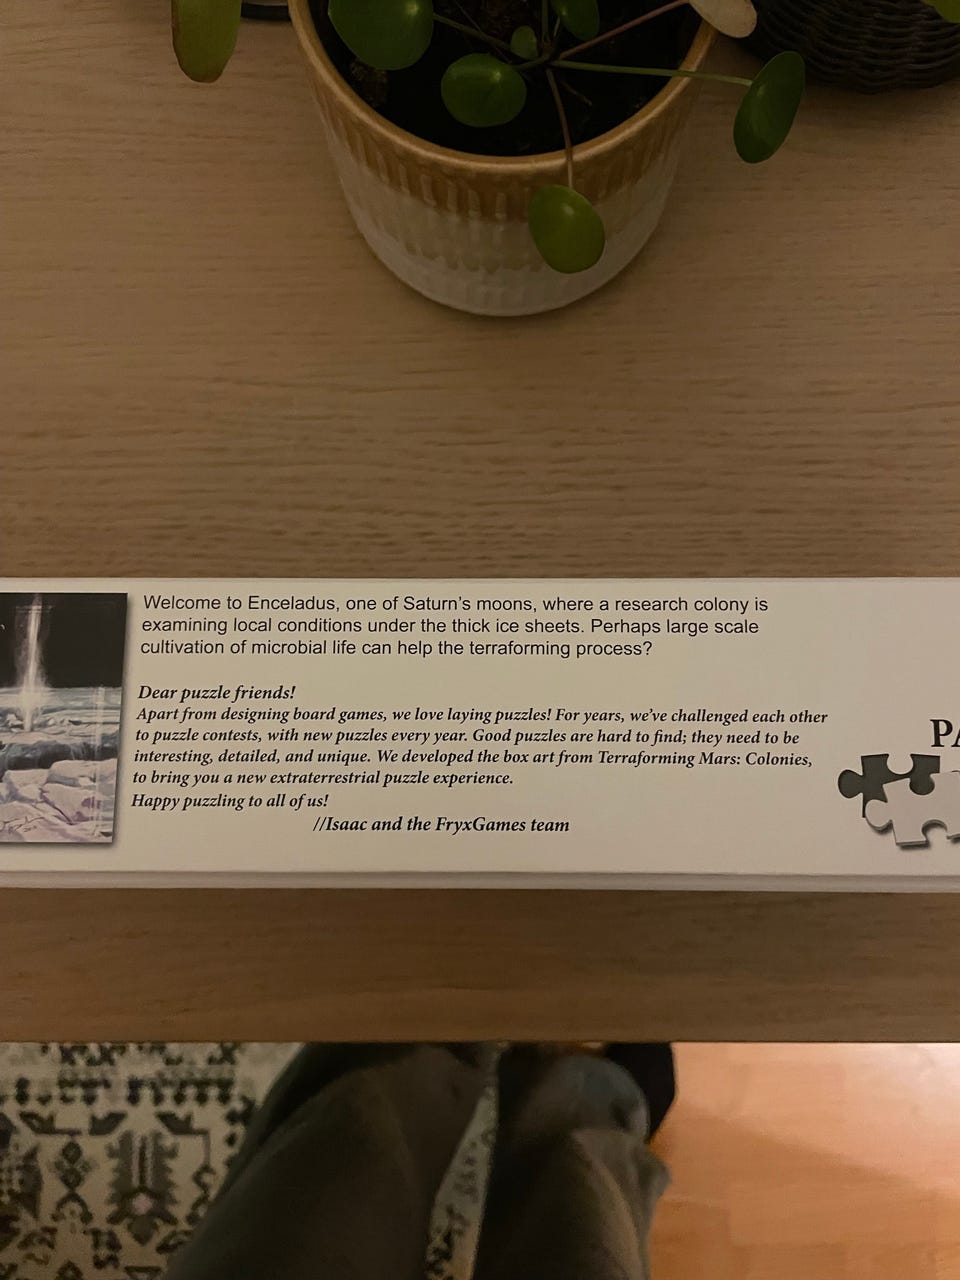 Welcome to Enceladus, one of Saturn's moons, where a research colony is
examining local conditions under the thick ice sheets. Perhaps large scale
cultivation of microbial life can help the terraforming process?
Dear puzzle friends!
Apart from designing board games, we love laying puzzles! For years, we've challenged each other
to puzzle contests, with new puzzles every year. Good puzzles are hard to find; they need to be
interesting, detailed, and unique. We developed the box art from Terraforming Mars: Colonies,
to bring you a new extraterrestrial puzzle experience.
Happy puzzling to all of us!
//Isaac and the FryxGames team